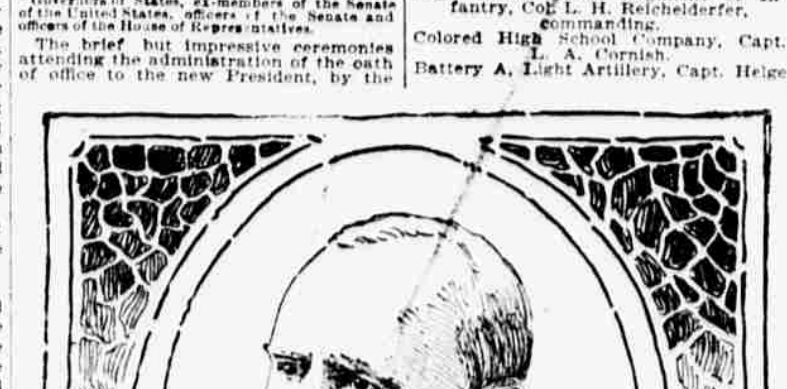 Governors of States, ex-members of the Senate
of the United States, officers of the Senate and
officers of the House of Representatives.
The brief but impressive ceremonies
attending the administration of the oath
of office to the new President, by the
fantry, Col. L. H. Reichelderfer,
commanding.
Colored High School Company, Capt.
L. A. Cornish.
Battery A, Light Artillery, Capt. Helge